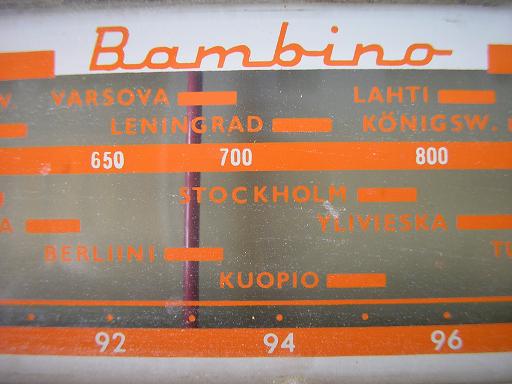 Bambino
V. VARSOVA LAHTI
LENINGRAD KÖNIGSW.
650 700 800
STOCKHOLM
A YLIVIESKA
BERLIINI
KUOPIO
92 94 96